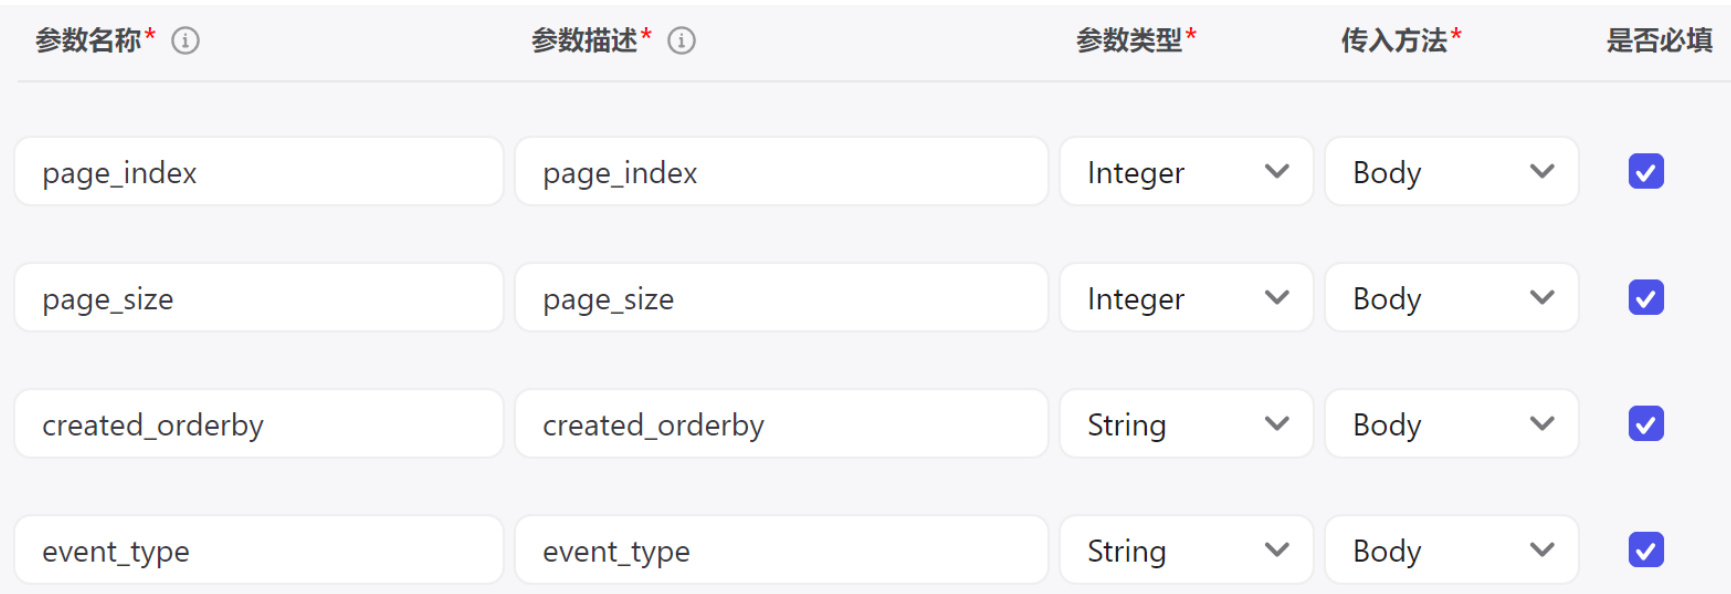 参数名称* 参数描述* 参数类型* 传入方法* 是否必填
page_index page_index Integer Body
page_size page_size Integer Body
created_orderby created_orderby String Body
event_type event_type String Body